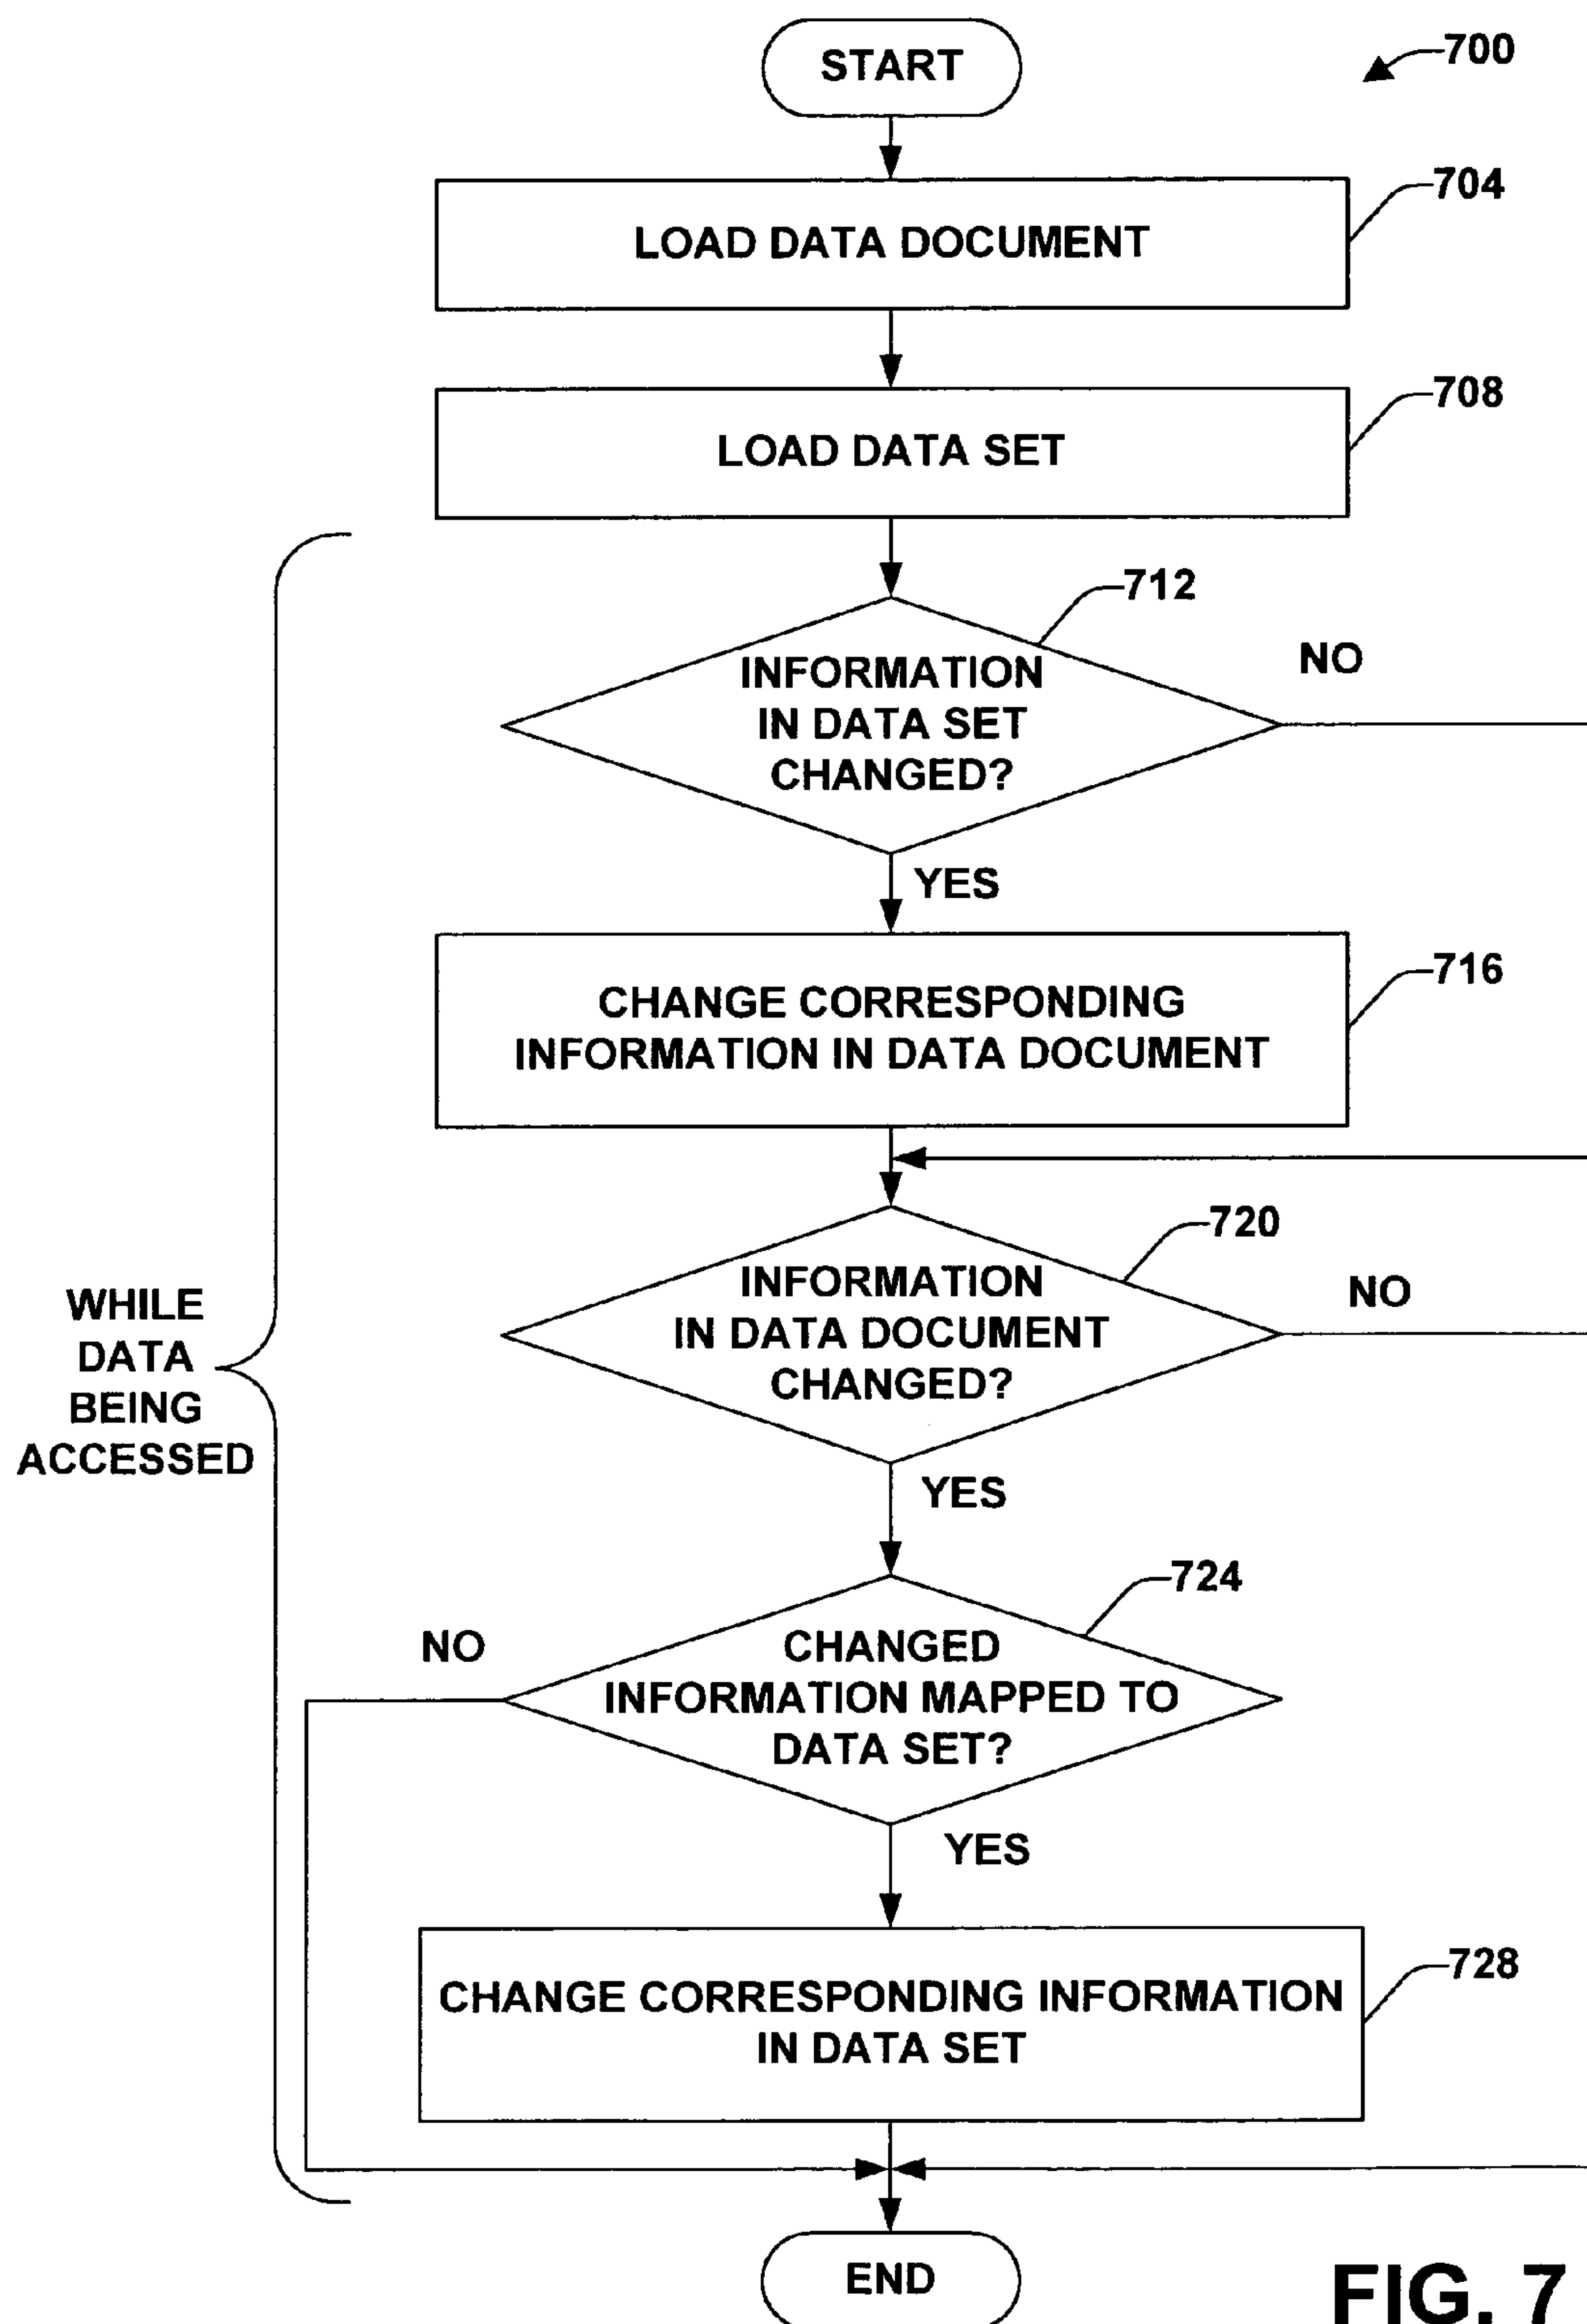 START
700
LOAD DATA DOCUMENT
704
LOAD DATA SET
708
712
INFORMATION
IN DATA SET
CHANGED?
NO
YES
CHANGE CORRESPONDING
INFORMATION IN DATA DOCUMENT
716
720
INFORMATION
IN DATA DOCUMENT
CHANGED?
NO
WHILE
DATA
BEING
ACCESSED
YES
724
NO
CHANGED
INFORMATION MAPPED TO
DATA SET?
YES
728
CHANGE CORRESPONDING INFORMATION
IN DATA SET
END
FIG. 7